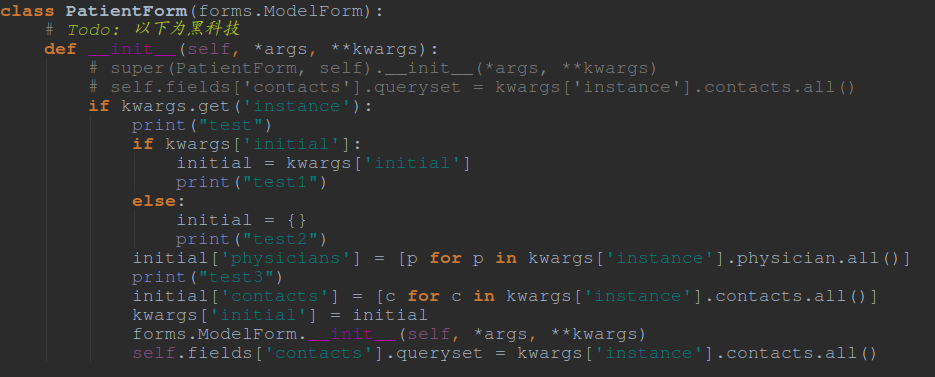 class PatientForm(forms.ModelForm):
    # Todo: 以下为黑科技
    def __init__(self, *args, **kwargs):
        # super(PatientForm, self).__init__(*args, **kwargs)
        # self.fields['contacts'].queryset = kwargs['instance'].contacts.all()
        if kwargs.get('instance'):
            print("test")
            if kwargs['initial']:
                initial = kwargs['initial']
                print("test1")
            else:
                initial = {}
                print("test2")
            initial['physicians'] = [p for p in kwargs['instance'].physician.all()]
            print("test3")
            initial['contacts'] = [c for c in kwargs['instance'].contacts.all()]
            kwargs['initial'] = initial
            forms.ModelForm.__init__(self, *args, **kwargs)
            self.fields['contacts'].queryset = kwargs['instance'].contacts.all()